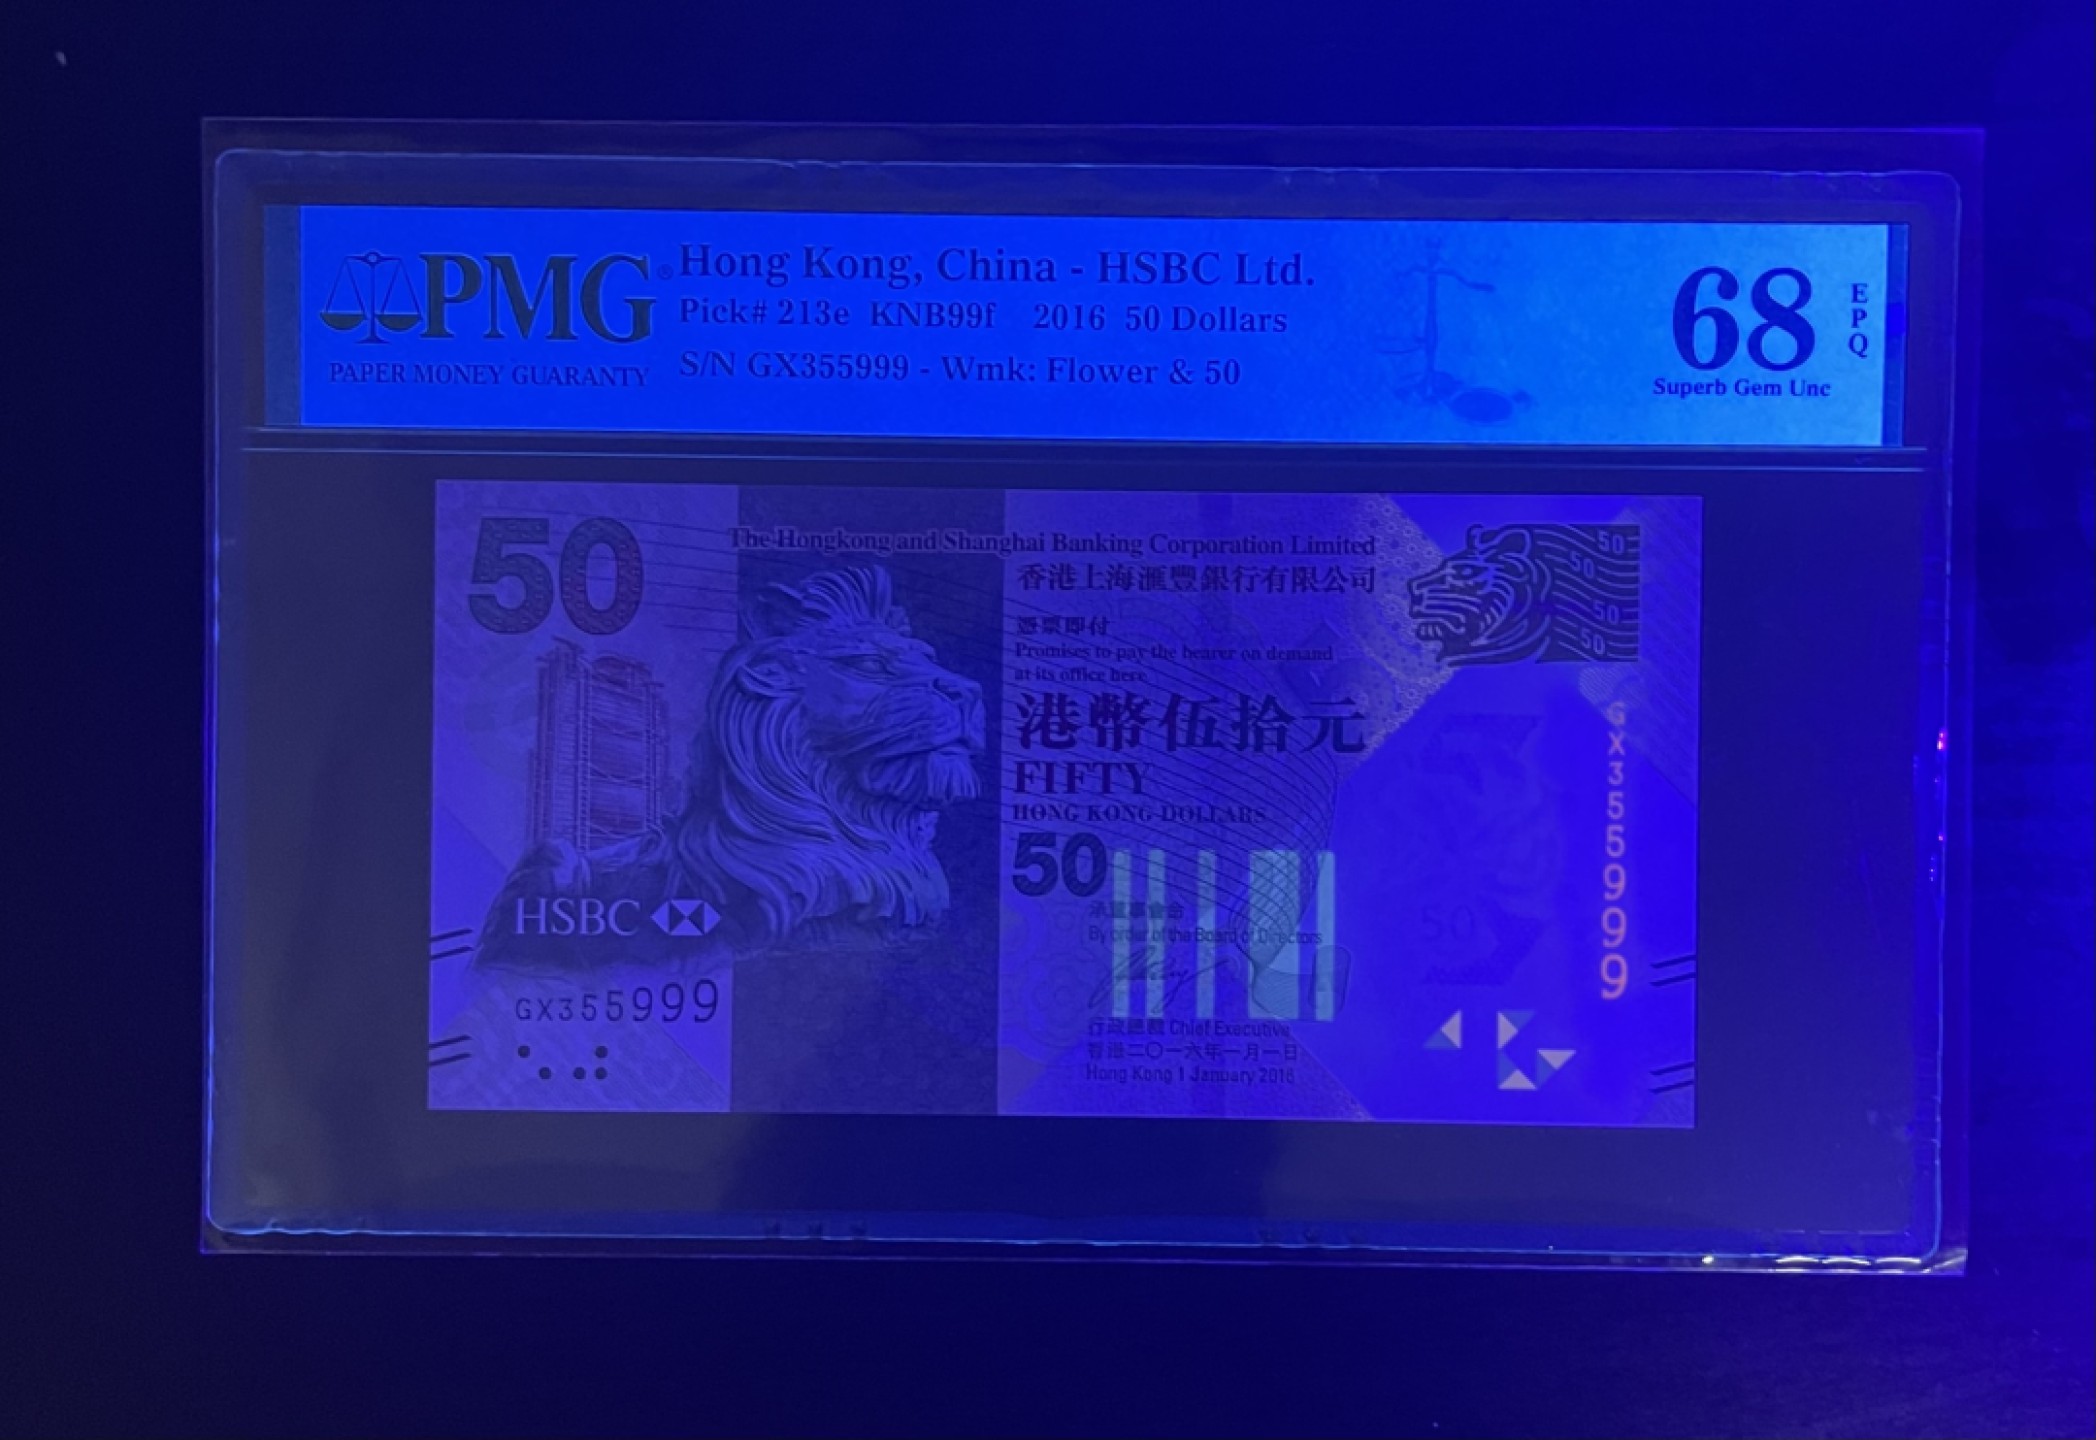 PMG®
PAPER MONEY GUARANTY
Hong Kong, China - HSBC Ltd.
Pick# 213e KNB99f 2016 50 Dollars
S/N GX355999 - Wmk: Flower & 50
68
EPQ
Superb Gem Unc
50
The Hongkong and Shanghai Banking Corporation Limited
香港上海滙豐銀行有限公司
憑票即付
Promises to pay the bearer on demand
at its office here
港幣伍拾元
FIFTY
HONG KONG DOLLARS
50
承董事會命
By order of the Board of Directors
行政總裁 Chief Executive
香港二〇一六年一月一日
Hong Kong 1 January 2016
HSBC
GX355999
50
50
50
50
GX355999
50